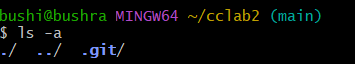 bushi@bushra MINGW64 ~/cclab2 (main)
$ ls -a
./  ../  .git/